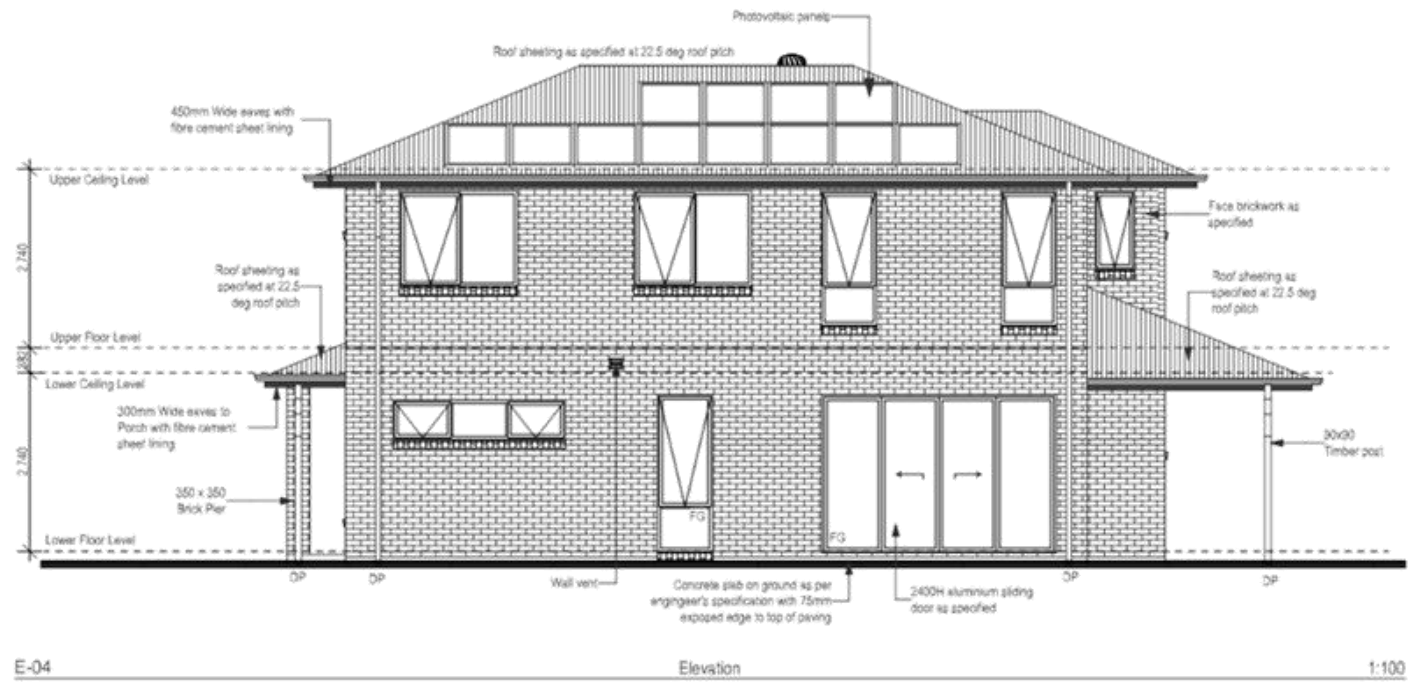 Photovoltaic panels
Roof sheeting as specified at 22.5 deg roof pitch
450mm Wide eaves with
fibre cement sheet lining
Upper Ceiling Level
Face brickwork as
specified
2.740
Roof sheeting as
specified at 22.5
deg roof pitch
Roof sheeting as
specified at 22.5 deg
roof pitch
Upper Floor Level
Lower Ceiling Level
300mm Wide eaves to
Porch with fibre cement
sheet lining
90x90
Timber post
2.740
350 x 350
Brick Pier
FG
FG
Lower Floor Level
DP
DP
DP
DP
Wall vent
Concrete slab on ground as per
engingeer's specification with 75mm
exposed edge to top of paving
2400H aluminium sliding
door as specified
E-04
Elevation
1:100